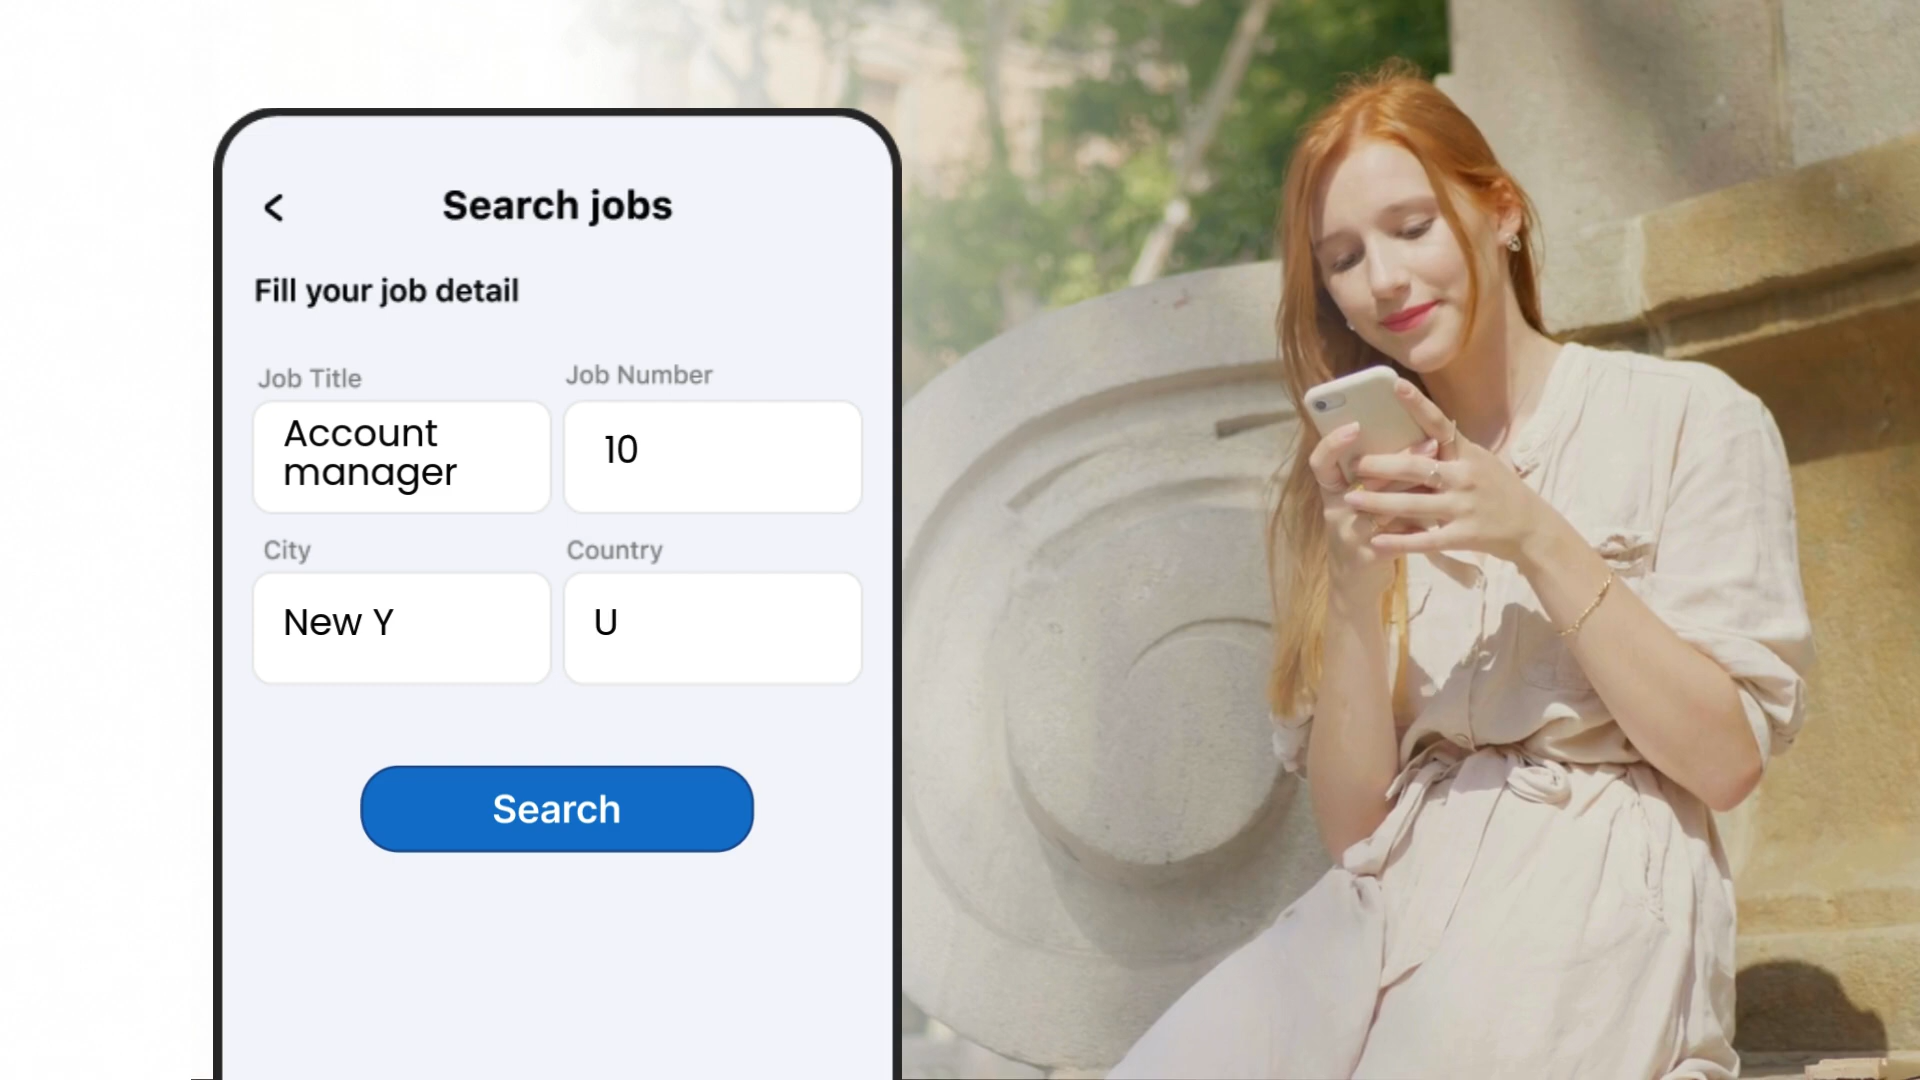 <
Search jobs
Fill your job detail
Job Title
Job Number
Account
manager
10
City
Country
New Y
U
Search